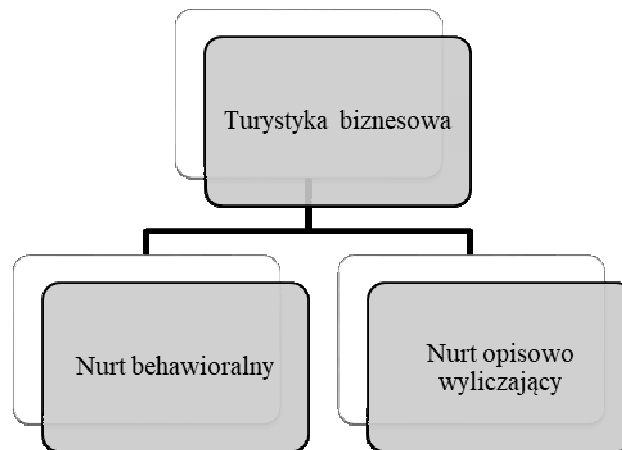 Turystyka biznesowa
Nurt behawioralny
Nurt opisowo
wyliczający